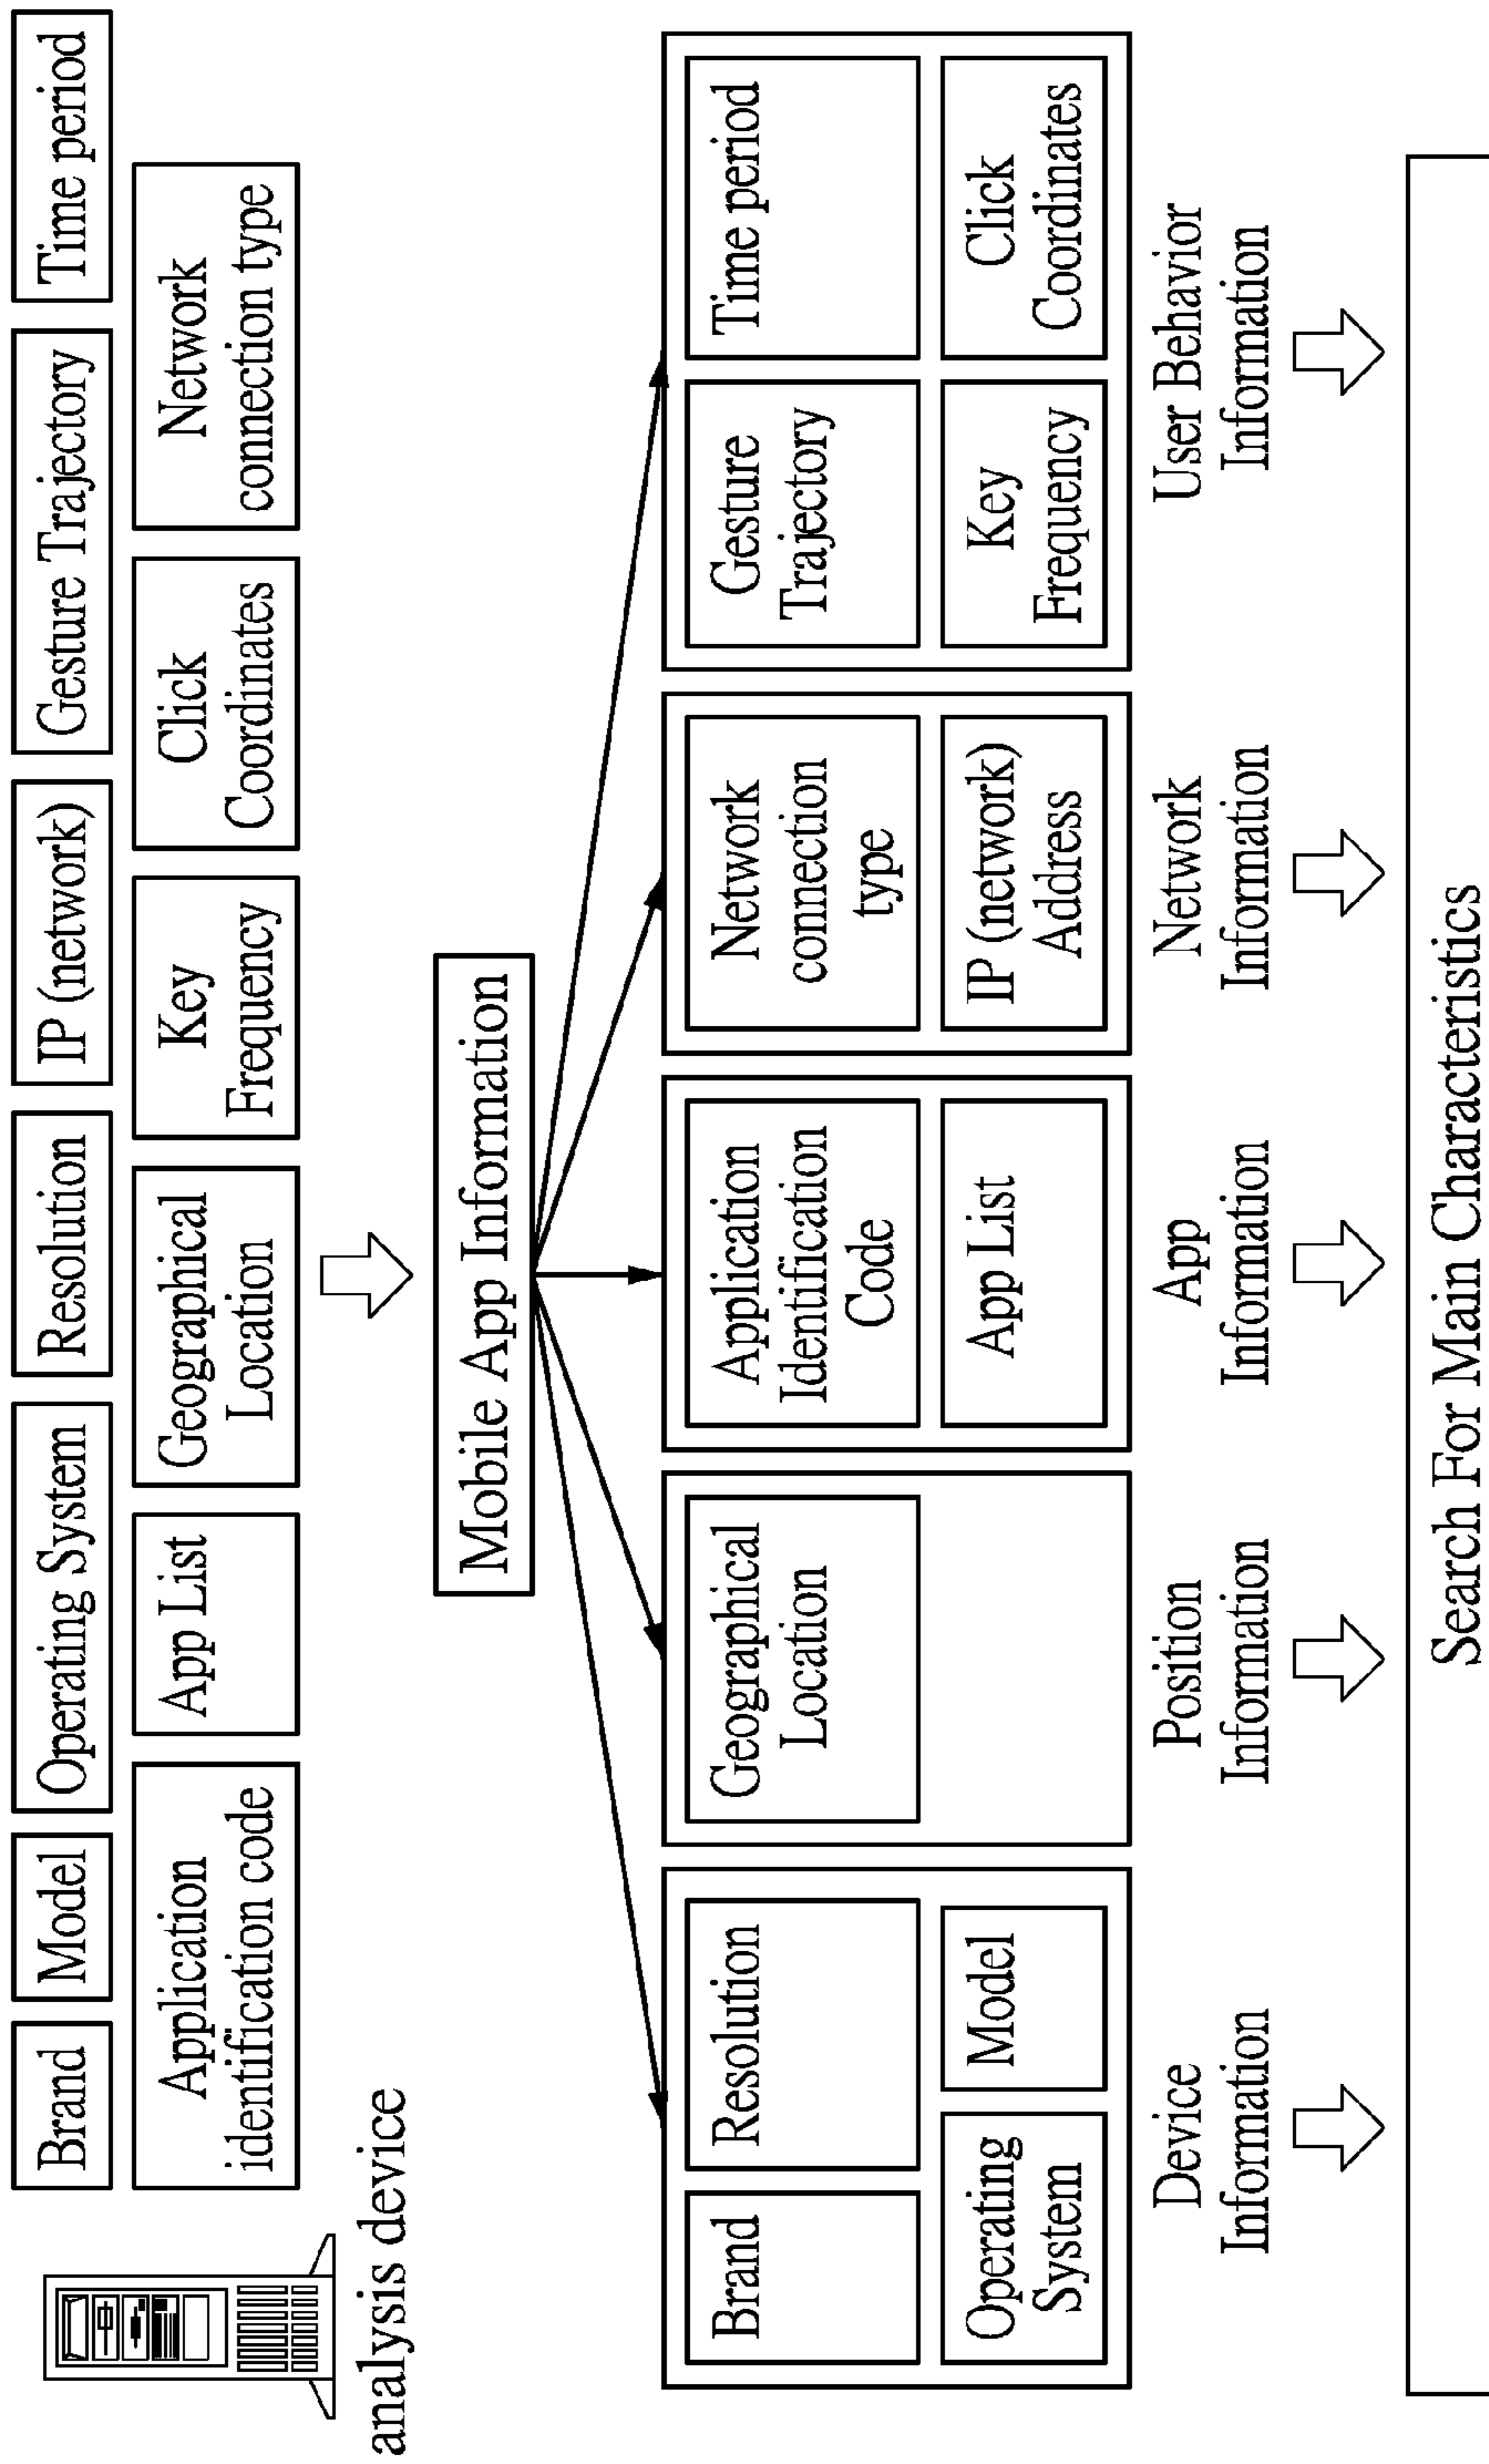 Brand
Model
Operating System
Resolution
IP (network)
Gesture Trajectory
Time period
Application
identification code
App List
Geographical
Location
Key
Frequency
Click
Coordinates
Network
connection type
analysis device
Mobile App Information
Brand
Resolution
Operating
System
Model
Geographical
Location
Application
Identification
Code
App List
Network
connection
type
IP (network)
Address
Gesture
Trajectory
Time period
Key
Frequency
Click
Coordinates
Device
Information
Position
Information
App
Information
Network
Information
User Behavior
Information
Search For Main Characteristics